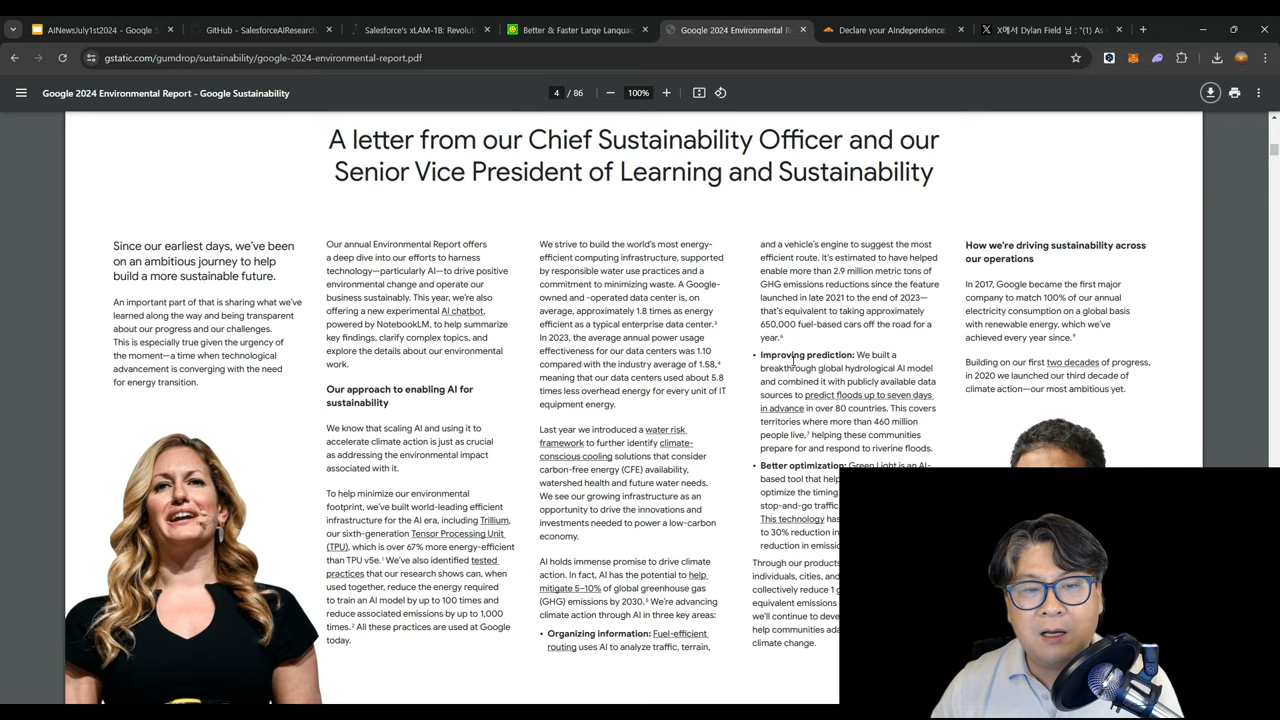 AINewsJuly1st2024 - Google S
GitHub - SalesforceAIResearch
Salesforce's xLAM-1B: Revolut
Better & Faster Large Languag
Google 2024 Environmental R
Declare your AIndependence:
X에서 Dylan Field 님 : "(1) As
gstatic.com/gumdrop/sustainability/google-2024-environmental-report.pdf
Google 2024 Environmental Report - Google Sustainability
4 / 86
100%
A letter from our Chief Sustainability Officer and our
Senior Vice President of Learning and Sustainability
Since our earliest days, we've been
on an ambitious journey to help
build a more sustainable future.
An important part of that is sharing what we've
learned along the way and being transparent
about our progress and our challenges.
This is especially true given the urgency of
the moment—a time when technological
advancement is converging with the need
for energy transition.
Our annual Environmental Report offers
a deep dive into our efforts to harness
technology—particularly AI—to drive positive
environmental change and operate our
business sustainably. This year, we're also
offering a new experimental AI chatbot,
powered by NotebookLM, to help summarize
key findings, clarify complex topics, and
explore the details about our environmental
work.
Our approach to enabling AI for
sustainability
We know that scaling AI and using it to
accelerate climate action is just as crucial
as addressing the environmental impact
associated with it.
To help minimize our environmental
footprint, we've built world-leading efficient
infrastructure for the AI era, including Trillium,
our sixth-generation Tensor Processing Unit
(TPU), which is over 67% more energy-efficient
than TPU v5e.¹ We've also identified tested
practices that our research shows can, when
used together, reduce the energy required
to train an AI model by up to 100 times and
reduce associated emissions by up to 1,000
times.² All these practices are used at Google
today.
We strive to build the world's most energy-
efficient computing infrastructure, supported
by responsible water use practices and a
commitment to minimizing waste. A Google-
owned and -operated data center is, on
average, approximately 1.8 times as energy
efficient as a typical enterprise data center.³
In 2023, the average annual power usage
effectiveness for our data centers was 1.10
compared with the industry average of 1.58,⁴
meaning that our data centers used about 5.8
times less overhead energy for every unit of IT
equipment energy.
Last year we introduced a water risk
framework to further identify climate-
conscious cooling solutions that consider
carbon-free energy (CFE) availability,
watershed health and future water needs.
We see our growing infrastructure as an
opportunity to drive the innovations and
investments needed to power a low-carbon
economy.
AI holds immense promise to drive climate
action. In fact, AI has the potential to help
mitigate 5–10% of global greenhouse gas
(GHG) emissions by 2030.⁵ We're advancing
climate action through AI in three key areas:
• Organizing information: Fuel-efficient
routing uses AI to analyze traffic, terrain,
and a vehicle's engine to suggest the most
efficient route. It's estimated to have helped
enable more than 2.9 million metric tons of
GHG emissions reductions since the feature
launched in late 2021 to the end of 2023—
that's equivalent to taking approximately
650,000 fuel-based cars off the road for a
year.⁶
• Improving prediction: We built a
breakthrough global hydrological AI model
and combined it with publicly available data
sources to predict floods up to seven days
in advance in over 80 countries. This covers
territories where more than 460 million
people live,⁷ helping these communities
prepare for and respond to riverine floods.
• Better optimization: Green Light is an AI-
based tool that help
optimize the timing
stop-and-go traffic
This technology has
to 30% reduction in
reduction in emissio
Through our products
individuals, cities, and
collectively reduce 1 g
equivalent emissions
we'll continue to deve
help communities ada
climate change.
How we're driving sustainability across
our operations
In 2017, Google became the first major
company to match 100% of our annual
electricity consumption on a global basis
with renewable energy, which we've
achieved every year since.⁹
Building on our first two decades of progress,
in 2020 we launched our third decade of
climate action—our most ambitious yet.